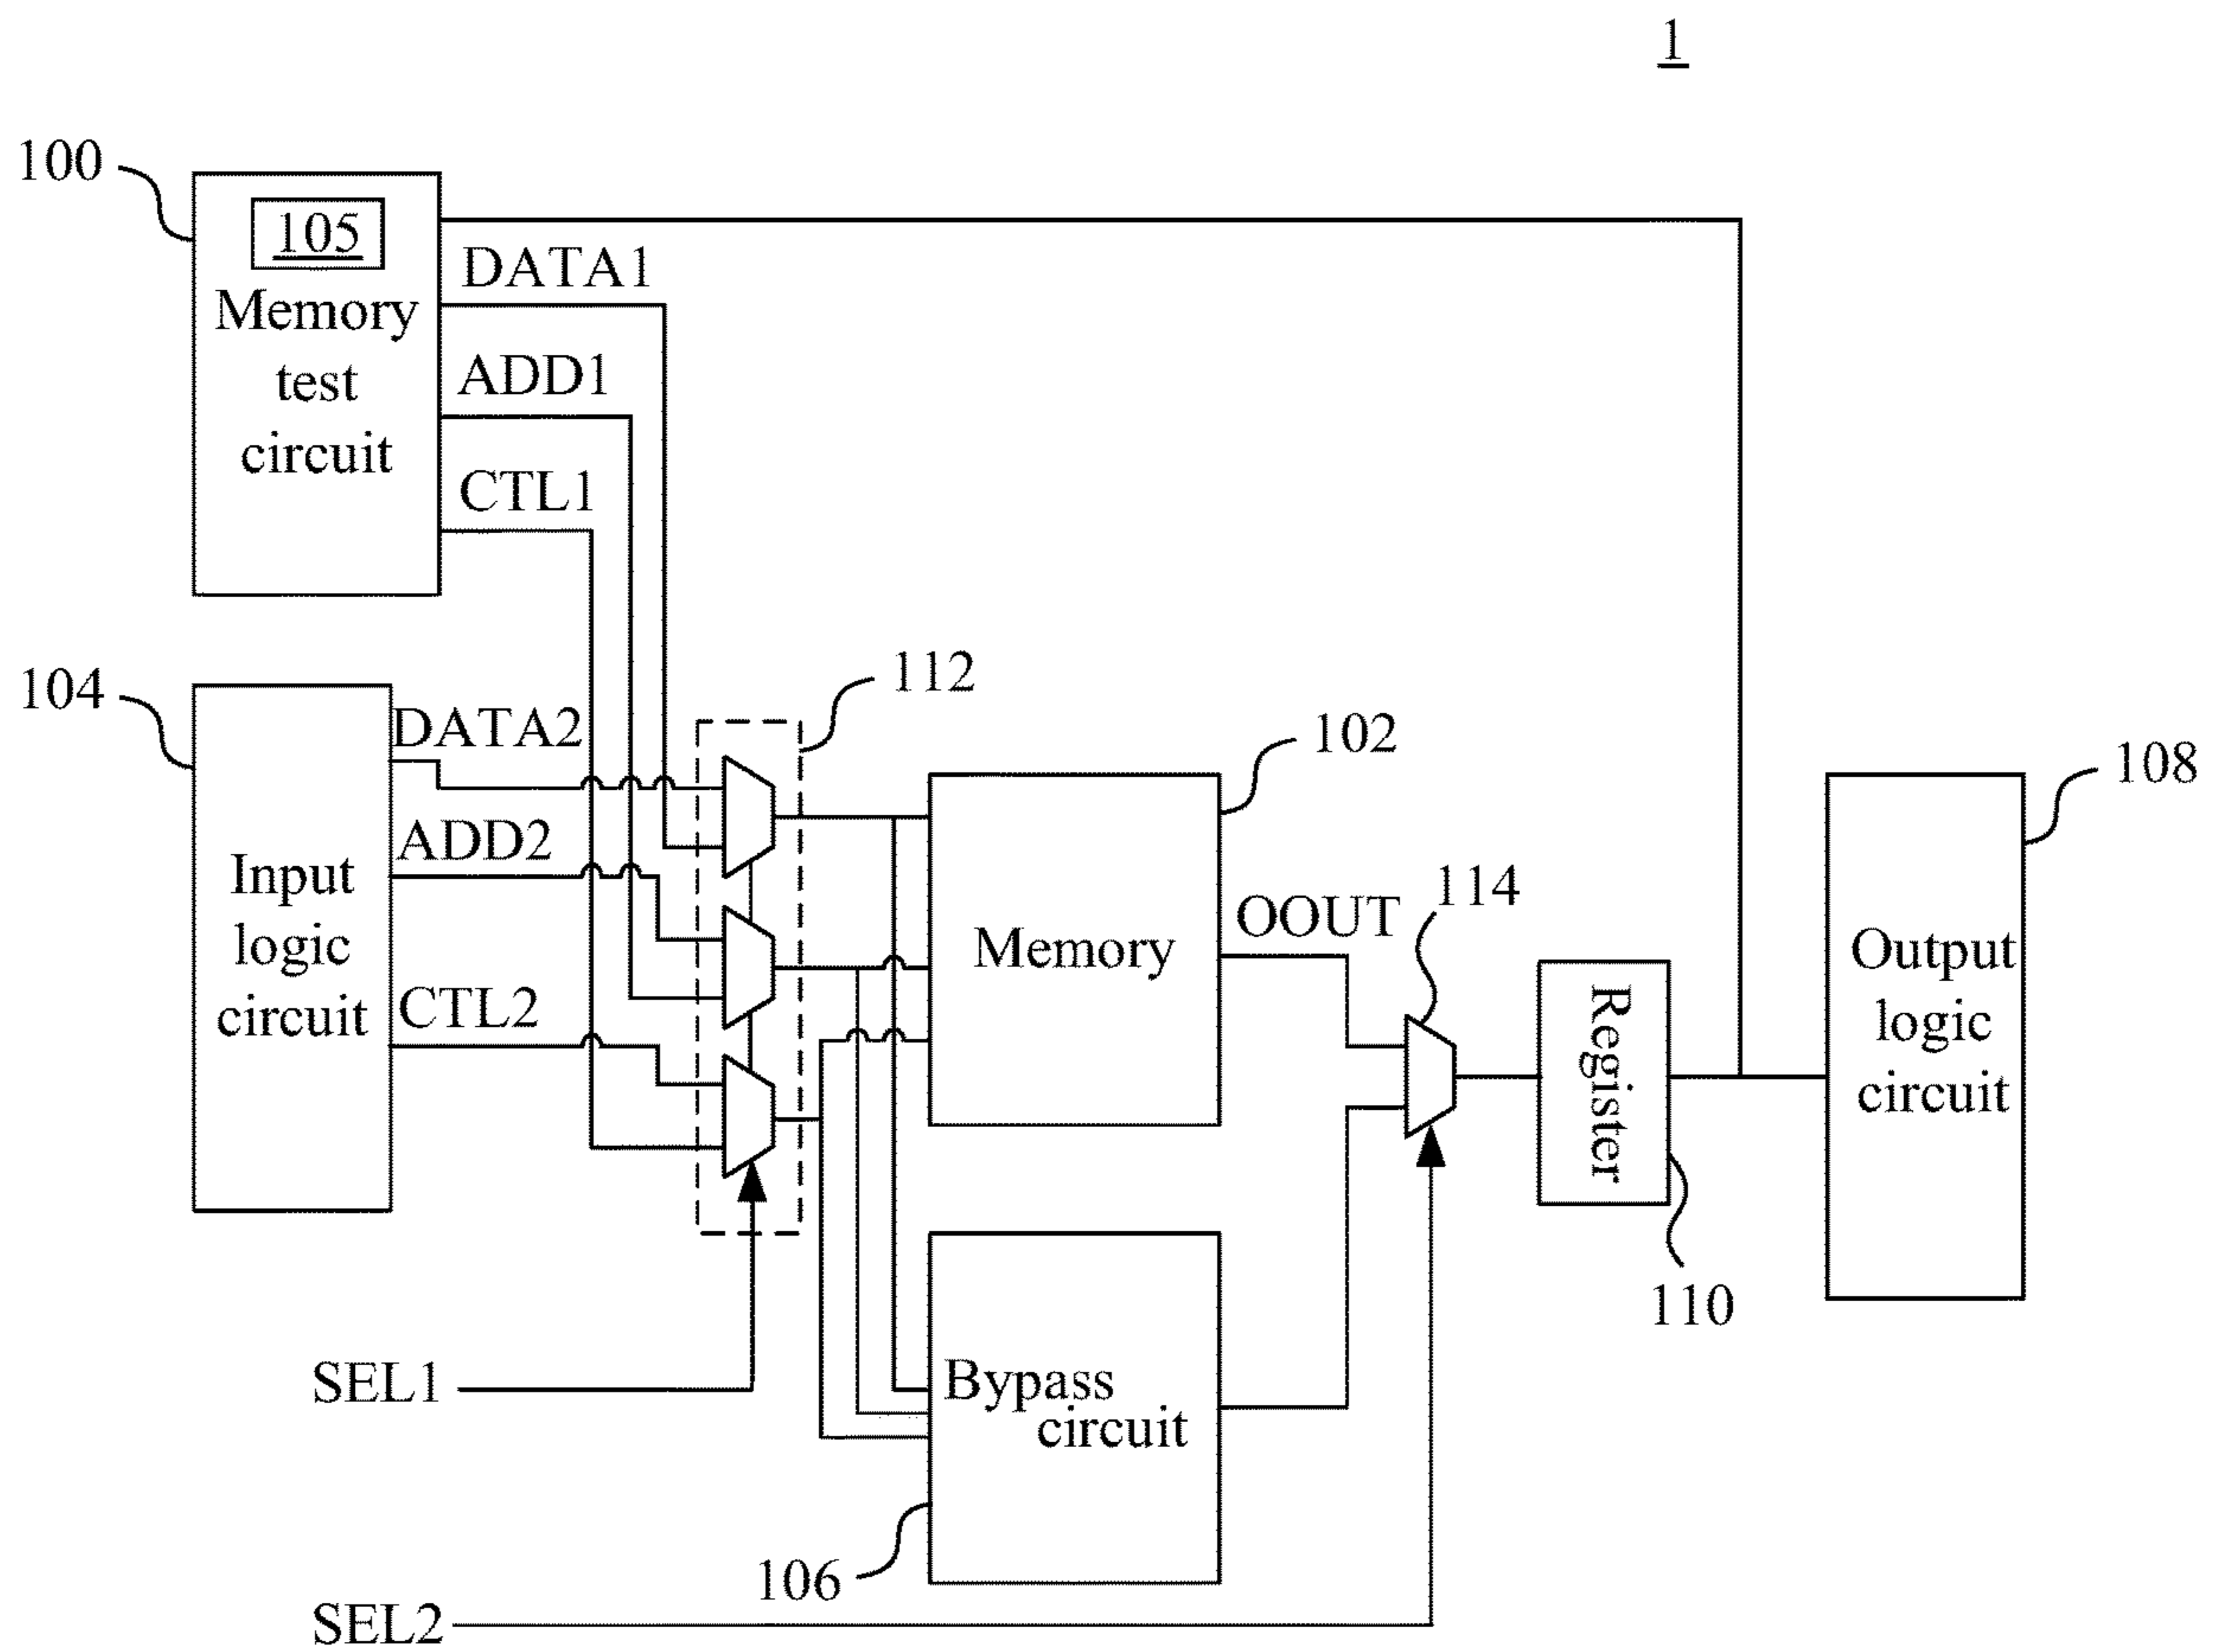 1
100
105
Memory
test
circuit
DATA1
ADD1
CTL1
104
Input
logic
circuit
DATA2
ADD2
CTL2
112
102
Memory
OOUT
114
Register
110
108
Output
logic
circuit
SEL1
Bypass
circuit
106
SEL2